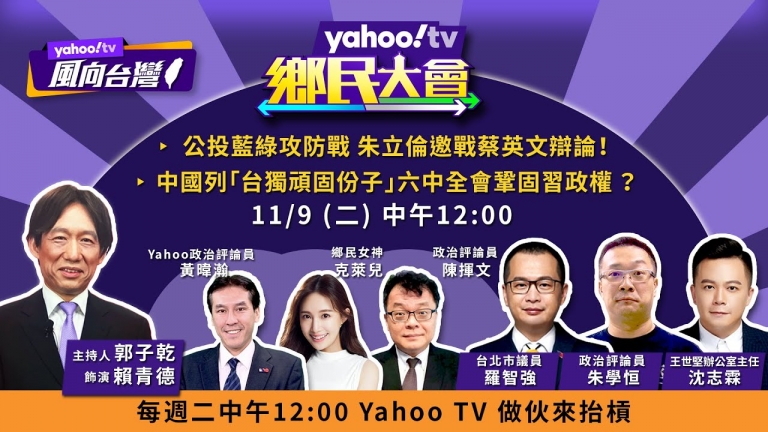 yahoo!tv
風向台灣
yahoo!tv
鄉民大會
公投藍綠攻防戰 朱立倫邀戰蔡英文辯論!
中國列「台獨頑固份子」六中全會鞏固習政權?
11/9 (二) 中午12:00
主持人 郭子乾
飾演 賴青德
Yahoo政治評論員
黃暐瀚
鄉民女神
克萊兒
政治評論員
陳揮文
台北市議員
羅智強
政治評論員
朱學恒
王世堅辦公室主任
沈志霖
每週二中午12:00 Yahoo TV 做伙來抬槓